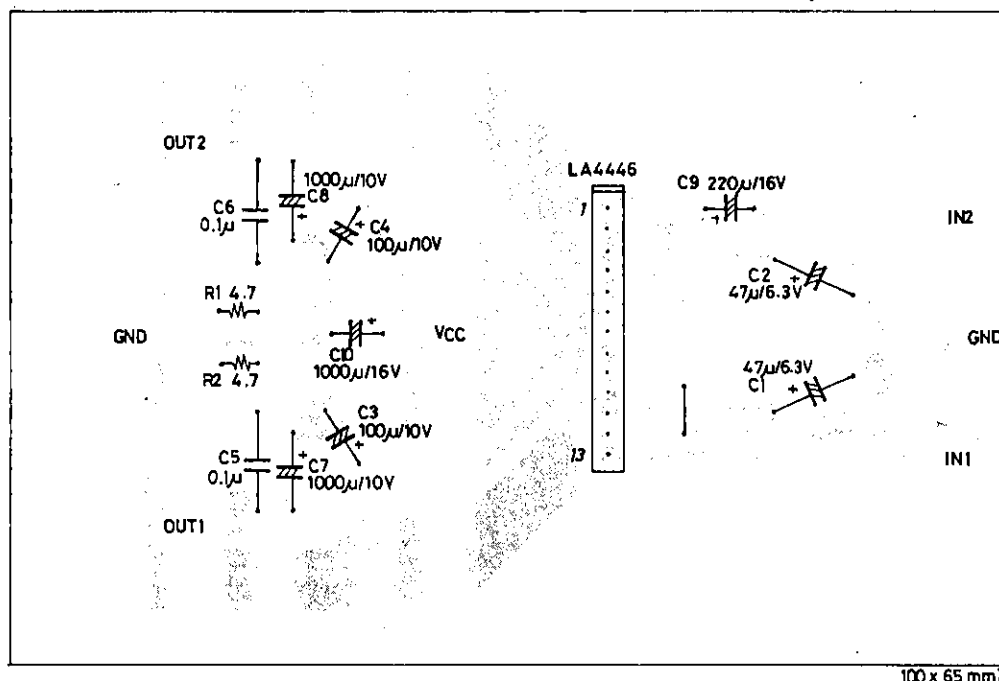 OUT2
1000µ/10V
C8
C6
0.1µ
C4
100µ/10V
R1 4.7
GND
VCC
C10
1000µ/16V
R2 4.7
C3
100µ/10V
C5
0.1µ
C7
1000µ/10V
OUT1
LA4446
1
13
C9 220µ/16V
IN2
C2
47µ/6.3V
GND
47µ/6.3V
C1
IN1
100 x 65 mm²